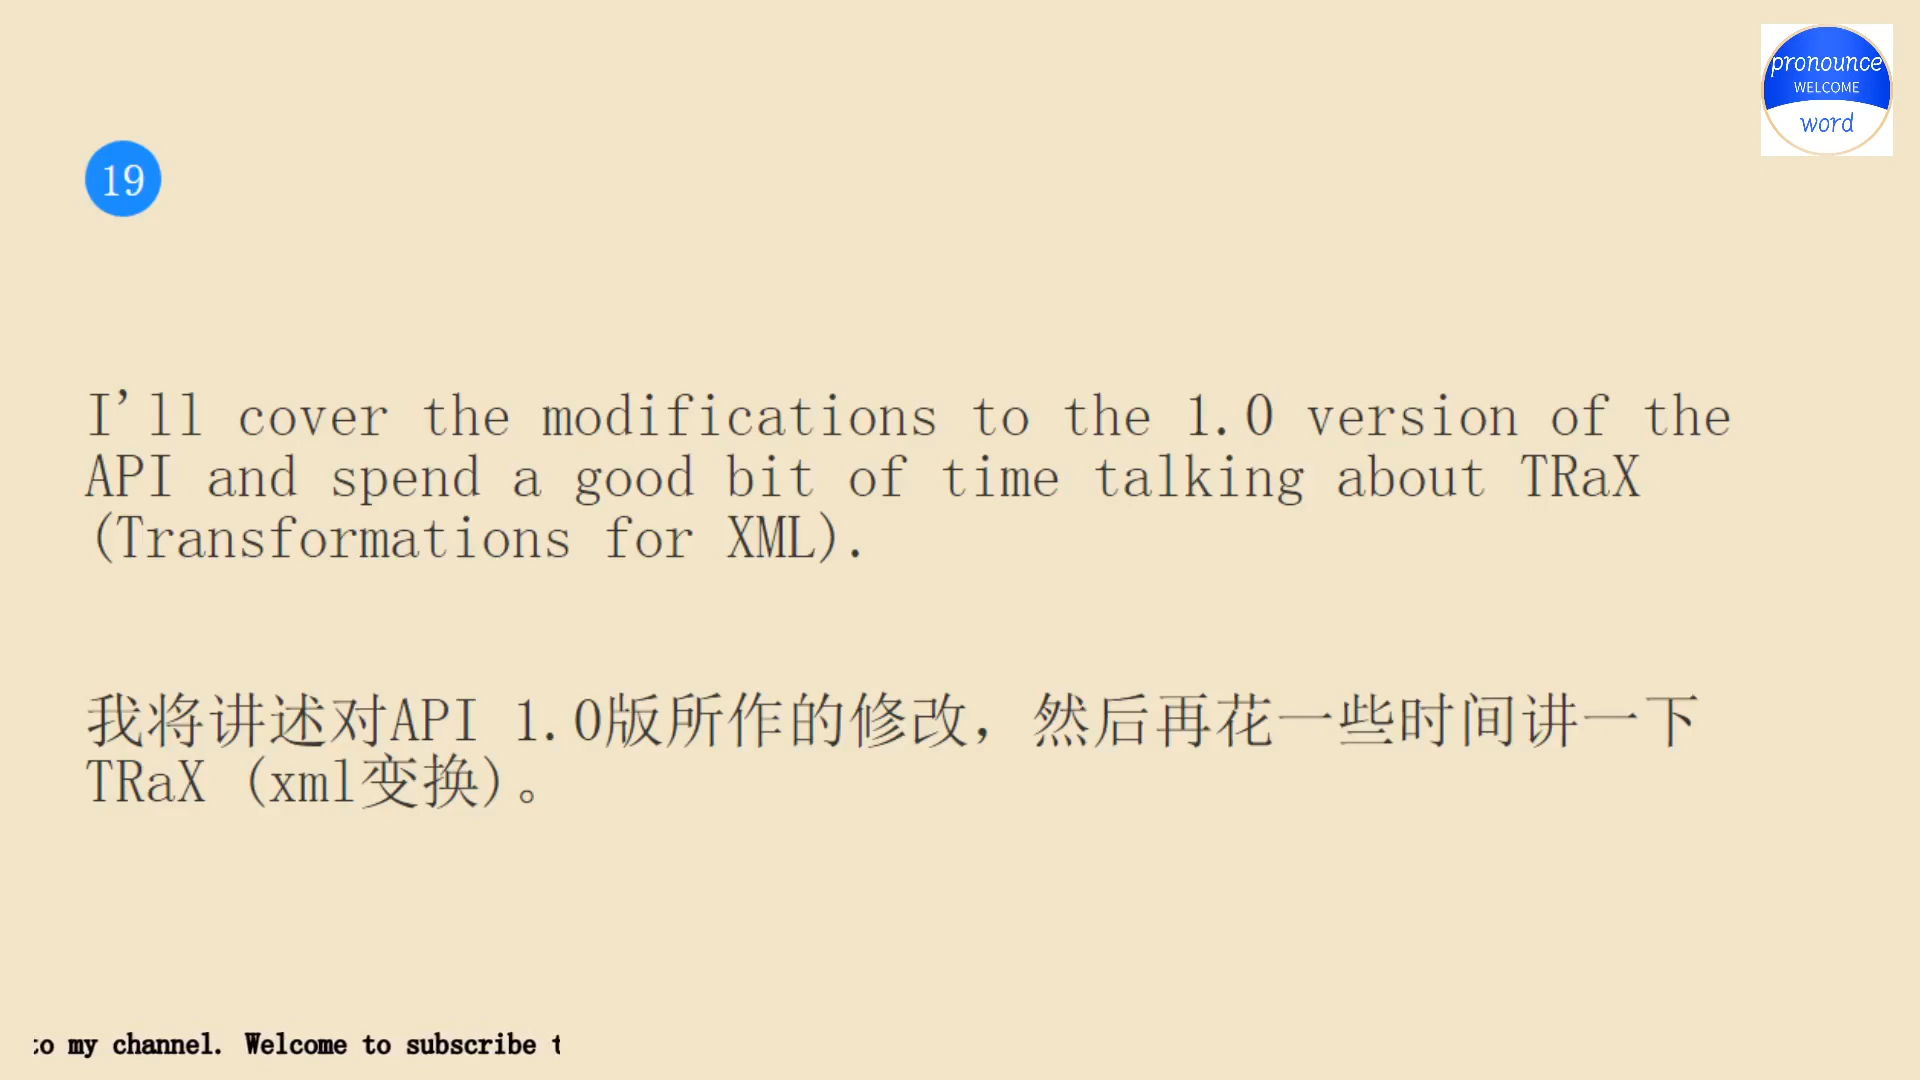 pronounce
WELCOME
word
19
I'll cover the modifications to the 1.0 version of the
API and spend a good bit of time talking about TRaX
(Transformations for XML).
我将讲述对API 1.0版所作的修改，然后再花一些时间讲一下
TRaX (xml变换)。
to my channel. Welcome to subscribe t